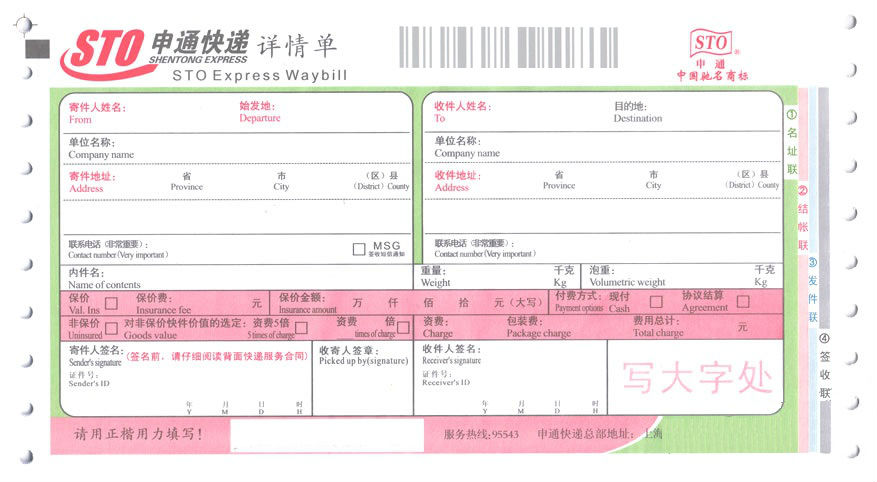 STO 申通快递 详情单
SHENTONG EXPRESS
STO Express Waybill
STO ®
申通
中国驰名商标
寄件人姓名: 始发地:
From Departure
单位名称:
Company name
寄件地址: 省 市 (区)县
Address Province City (District) County
联系电话(非常重要): MSG
Contact number(Very important) 签收短信通知
收件人姓名: 目的地:
To Destination
单位名称:
Company name
收件地址: 省 市 (区)县
Address Province City (District) County
联系电话(非常重要):
Contact number(Very important)
内件名: 重量: 千克 泡重: 千克
Name of contents Weight Kg Volumetric weight Kg
保价 保价费: 元 保价金额: 万 仟 佰 拾 元(大写) 付费方式: 现付 协议结算
Val. Ins Insurance fee Insurance amount Payment options Cash Agreement
非保价 对非保价快件价值的选定: 资费5倍 资费 倍 资费: 包装费: 费用总计: 元
Uninsured Goods value 5 times of charge times of charge Charge Package charge Total charge
寄件人签名: (签名前,请仔细阅读背面快递服务合同) 收寄人签章: 收件人签名:
Sender's signature Picked up by(signature) Receiver's signature
证件号: 证件号:
Sender's ID Receiver's ID
写大字处
年 月 日 时 年 月 日 时
Y M D H Y M D H
请用正楷用力填写! 服务热线:95543 申通快递总部地址: 上海
①名址联
②结帐联
③发件联
④签收联